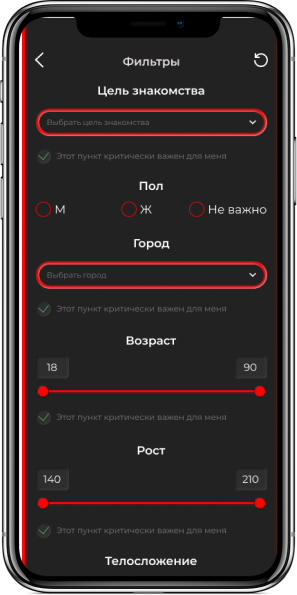 Фильтры
Цель знакомства
Выбрать цель знакомства
Этот пункт критически важен для меня
Пол
М Ж Не важно
Город
Выбрать город
Этот пункт критически важен для меня
Возраст
18 90
Этот пункт критически важен для меня
Рост
140 210
Этот пункт критически важен для меня
Телосложение